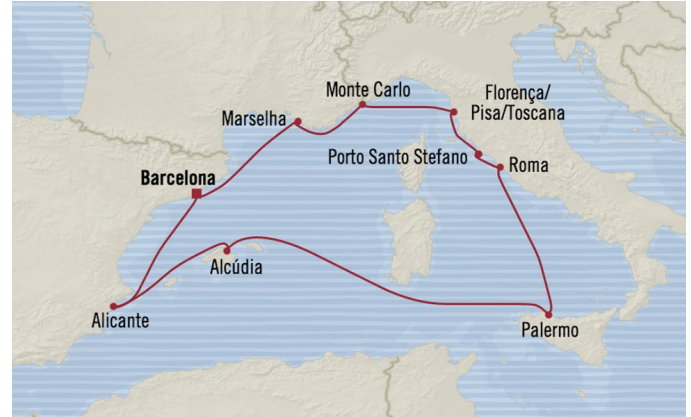 Monte Carlo
Florença/
Pisa/Toscana
Marselha
Porto Santo Stefano
Roma
Barcelona
Alcúdia
Alicante
Palermo